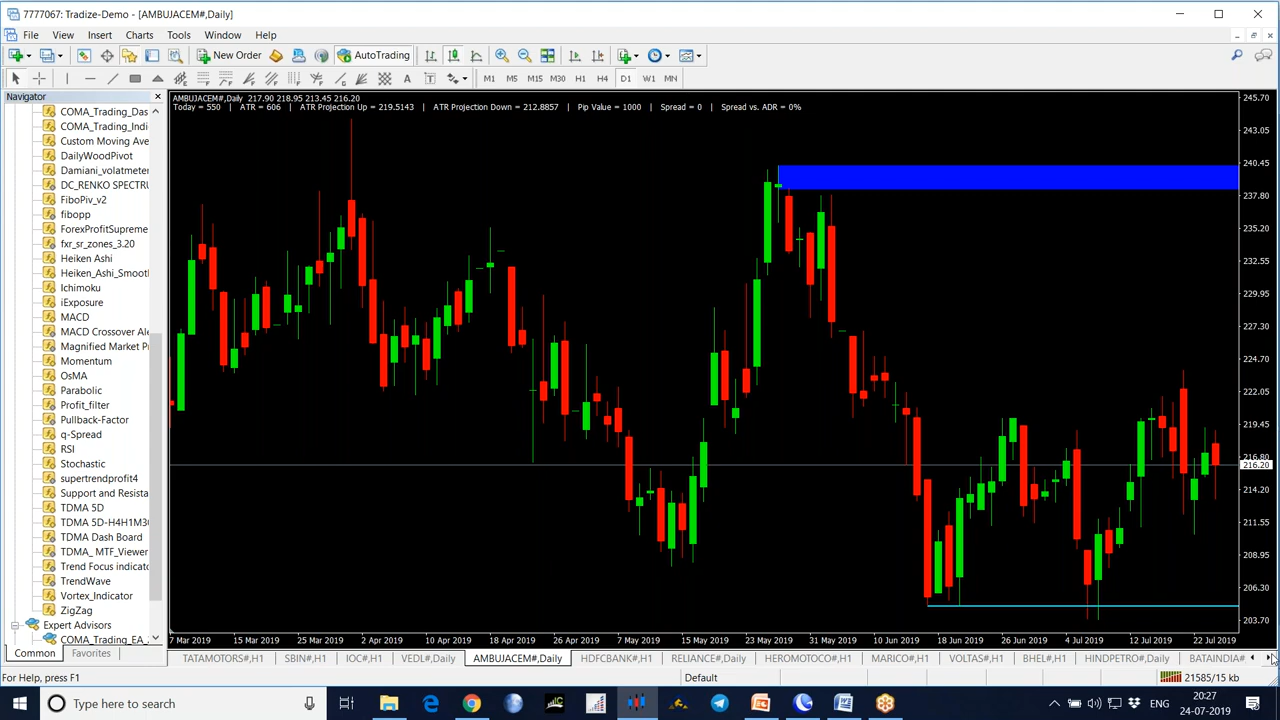 7777067: Tradize-Demo - [AMBUJACEM#,Daily]
File View Insert Charts Tools Window Help
New Order AutoTrading
A T M1 M5 M15 M30 H1 H4 D1 W1 MN
Navigator
COMA_Trading_Das
COMA_Trading_Indi
Custom Moving Ave
DailyWoodPivot
Damiani_volatmeter
DC_RENKO SPECTRU
FiboPiv_v2
fibopp
ForexProfitSupreme
fxr_sr_zones_3.20
Heiken Ashi
Heiken_Ashi_Smoot
Ichimoku
iExposure
MACD
MACD Crossover Ale
Magnified Market Pr
Momentum
OsMA
Parabolic
Profit_filter
Pullback-Factor
q-Spread
RSI
Stochastic
supertrendprofit4
Support and Resista
TDMA 5D
TDMA 5D-H4H1M30
TDMA Dash Board
TDMA_ MTF_Viewer
Trend Focus indicato
TrendWave
Vortex_Indicator
ZigZag
Expert Advisors
COMA_Trading_EA_
Common Favorites
AMBUJACEM#,Daily 217.90 218.95 213.45 216.20
Today = 550 | ATR = 606 | ATR Projection Up = 219.5143 | ATR Projection Down = 212.8857 | Pip Value = 1000 | Spread = 0 | Spread vs. ADR = 0%
245.70
243.05
240.45
237.80
235.20
232.55
229.95
227.30
224.70
222.05
219.45
216.80
216.20
214.20
211.55
208.95
206.30
203.70
7 Mar 2019 15 Mar 2019 25 Mar 2019 2 Apr 2019 10 Apr 2019 18 Apr 2019 26 Apr 2019 7 May 2019 15 May 2019 23 May 2019 31 May 2019 10 Jun 2019 18 Jun 2019 26 Jun 2019 4 Jul 2019 12 Jul 2019 22 Jul 2019
TATAMOTORS#,H1 SBIN#,H1 IOC#,H1 VEDL#,Daily AMBUJACEM#,Daily HDFCBANK#,H1 RELIANCE#,Daily HEROMOTOCO#,H1 MARICO#,H1 VOLTAS#,H1 BHEL#,H1 HINDPETRO#,Daily BATAINDIA#
For Help, press F1 Default 21585/15 kb
Type here to search
ENG
20:27
24-07-2019